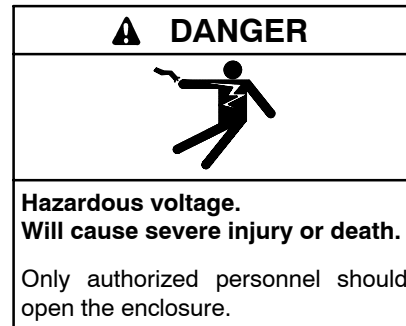 DANGER
Hazardous voltage.
Will cause severe injury or death.
Only authorized personnel should
open the enclosure.